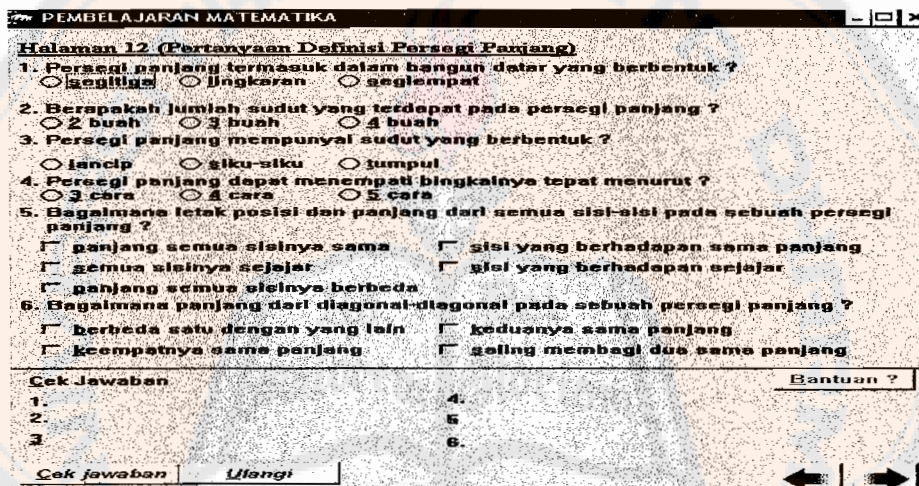 PEMBELAJARAN MATEMATIKA
Halaman 12 (Pertanyaan Definisi Persegi Panjang)
1. Persegi panjang termasuk dalam bangun datar yang berbentuk ?
segitiga lingkaran segiempat
2. Berapakah jumlah sudut yang terdapat pada persegi panjang ?
2 buah 3 buah 4 buah
3. Persegi panjang mempunyai sudut yang berbentuk ?
lancip siku-siku tumpul
4. Persegi panjang dapat menempati bingkainya tepat menurut ?
3 cara 4 cara 5 cara
5. Bagaimana letak posisi dan panjang dari semua sisi-sisi pada sebuah persegi
panjang ?
panjang semua sisinya sama sisi yang berhadapan sama panjang
semua sisinya sejajar sisi yang berhadapan sejajar
panjang semua sisinya berbeda
6. Bagaimana panjang dari diagonal-diagonal pada sebuah persegi panjang ?
berbeda satu dengan yang lain keduanya sama panjang
keempatnya sama panjang saling membagi dua sama panjang
Cek Jawaban Bantuan ?
1. 4.
2. 5
3 6.
Cek jawaban Ulangi